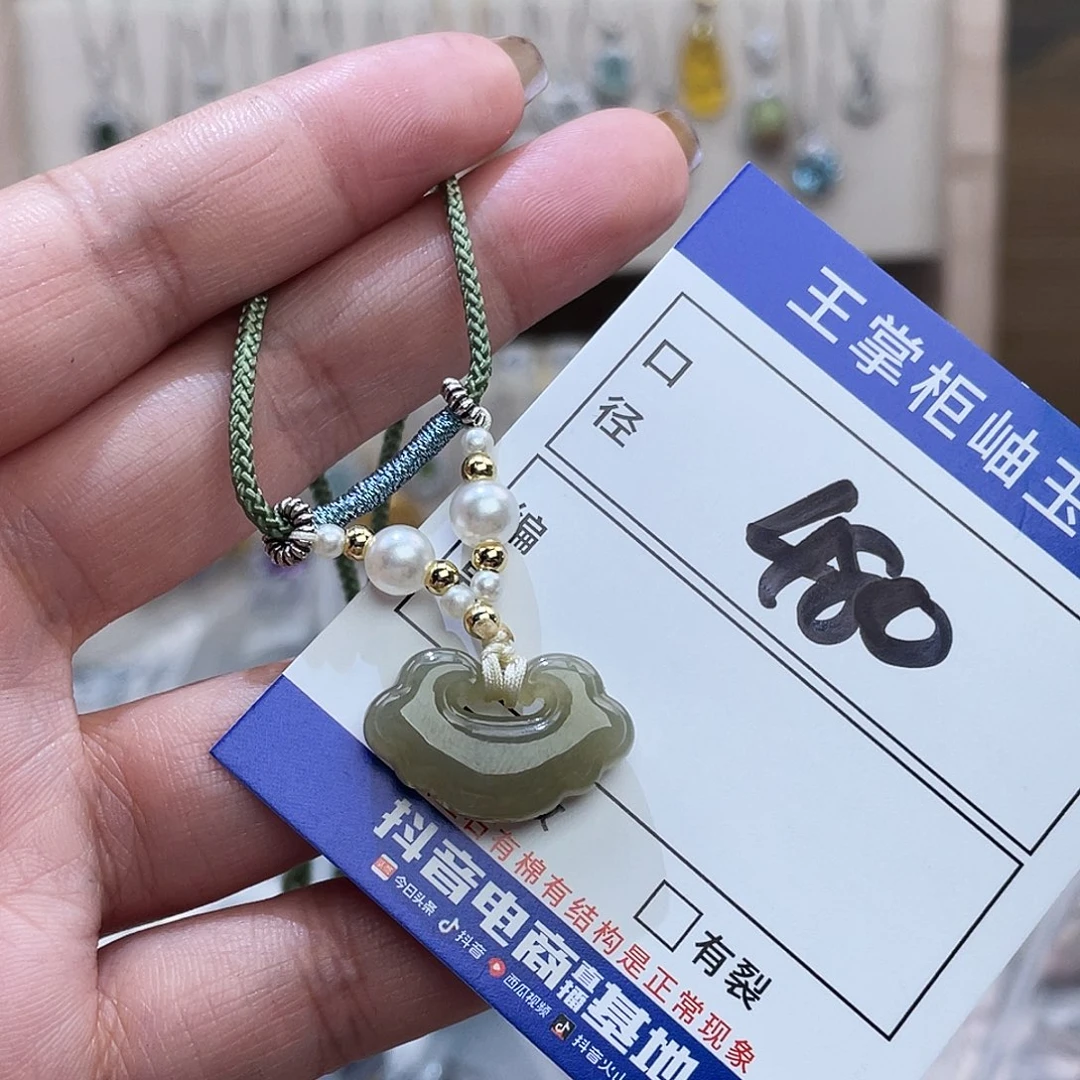 王掌柜岫玉
口
径
480
编
有裂
有棉有结构是正常现象
抖音电商直播基地
今日头条 抖音 西瓜视频 抖音火山